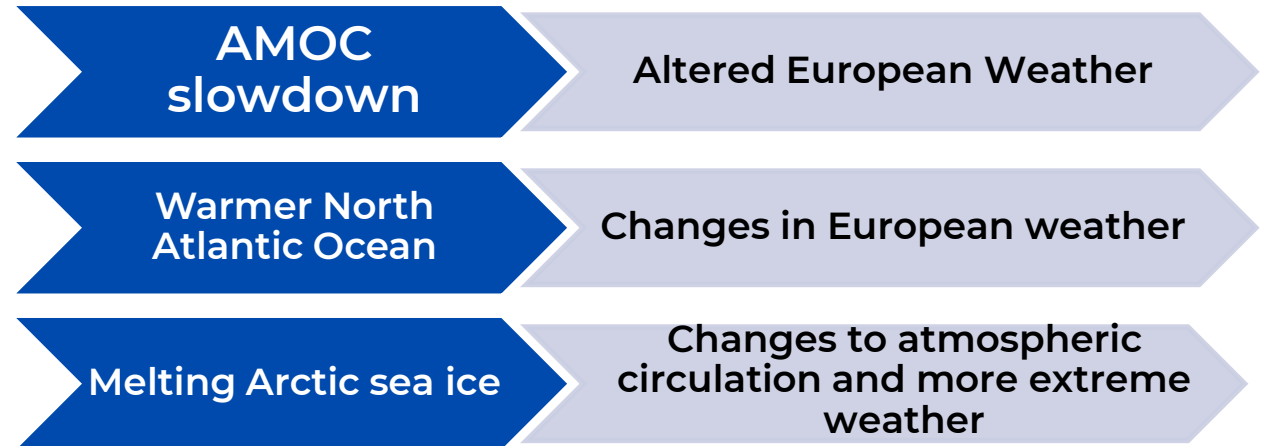 AMOC
slowdown
Altered European Weather
Warmer North
Atlantic Ocean
Changes in European weather
Melting Arctic sea ice
Changes to atmospheric
circulation and more extreme
weather